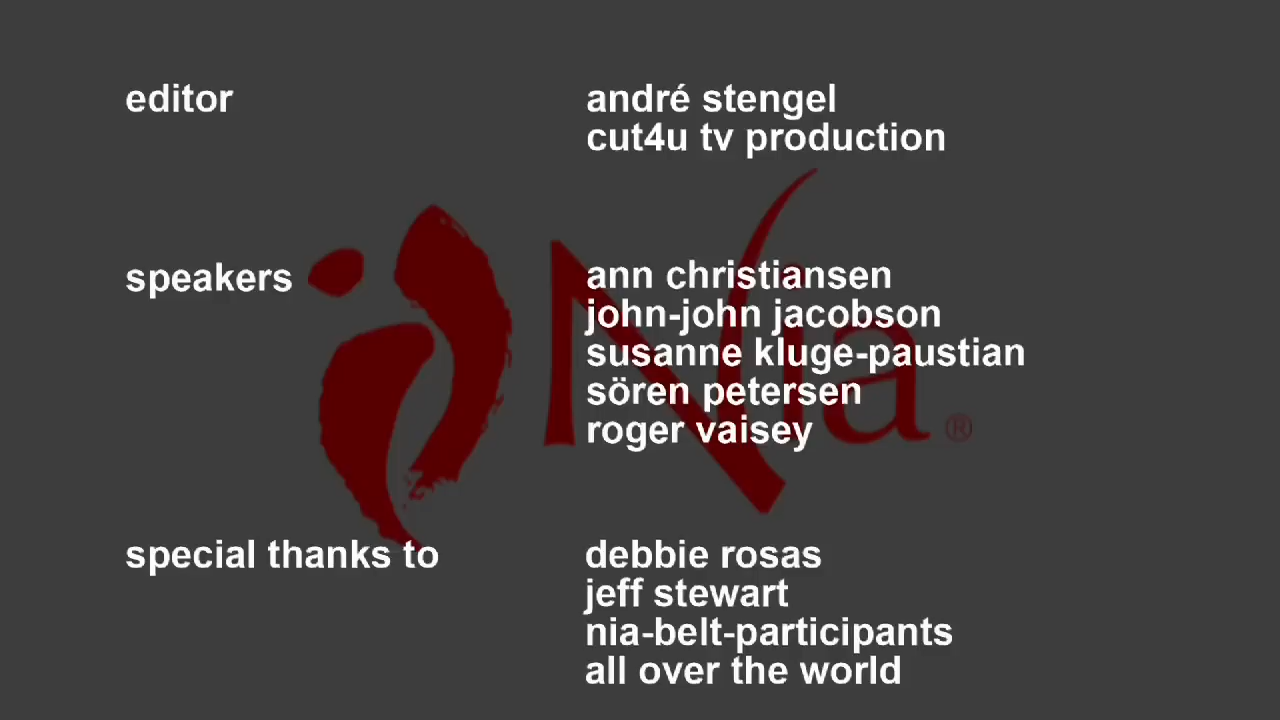 editor
andré stengel
cut4u tv production
speakers
ann christiansen
john-john jacobson
susanne kluge-paustian
sören petersen
roger vaisey
Nia®
special thanks to
debbie rosas
jeff stewart
nia-belt-participants
all over the world